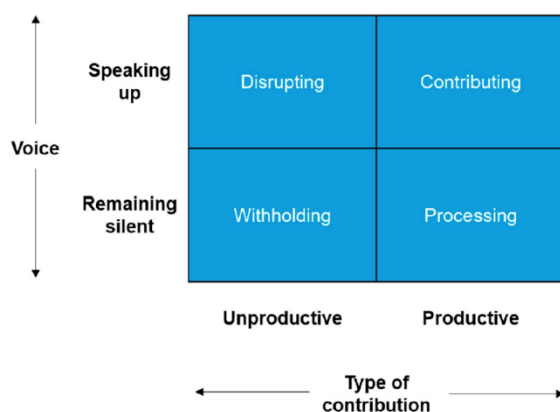 Speaking
up
Disrupting
Contributing
Voice
Remaining
silent
Withholding
Processing
Unproductive
Productive
Type of
contribution